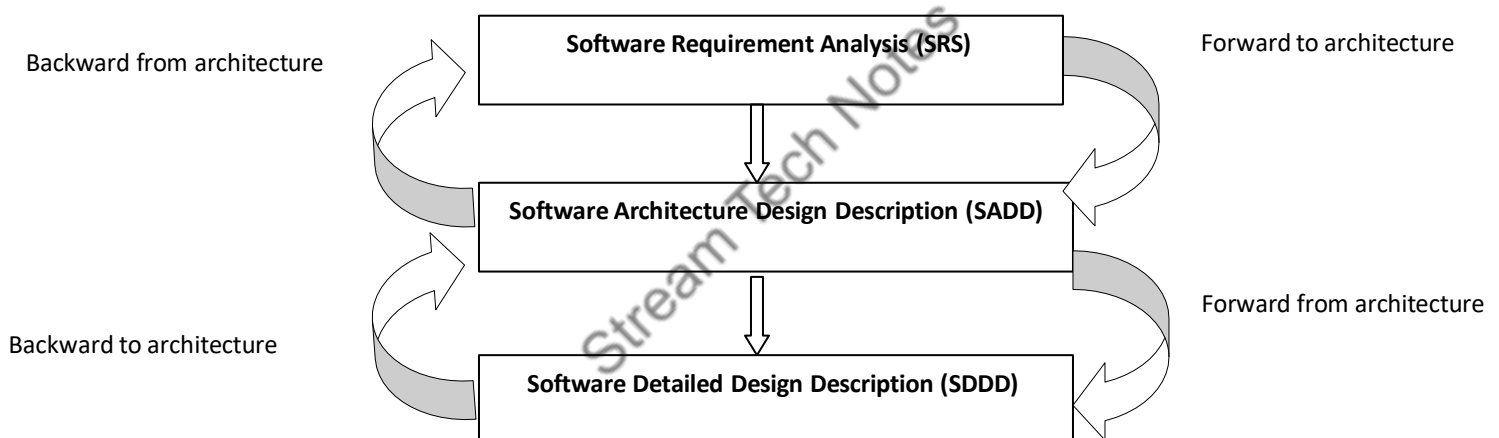 Software Requirement Analysis (SRS)
Forward to architecture
Backward from architecture
Software Architecture Design Description (SADD)
Forward from architecture
Backward to architecture
Software Detailed Design Description (SDDD)
Stream Tech Notes